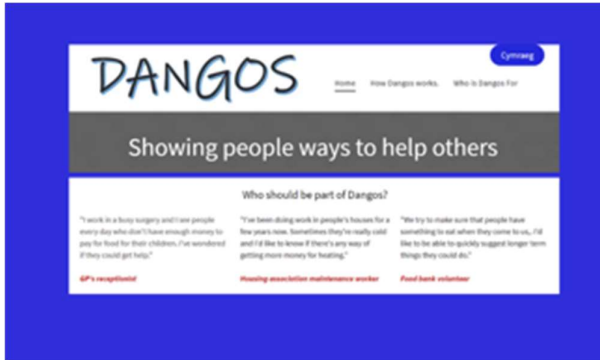 Cymraeg
DANGOS
Home How Dangos works. Who is Dangos For
Showing people ways to help others
Who should be part of Dangos?
"I work in a busy surgery and I see people
every day who don't have enough money to
pay for food for their children. I've wondered
if they could get help."
GP's receptionist
"I've been doing work in people's houses for a
few years now. Sometimes they're really cold
and I'd like to know if there's any way of
getting more money for heating."
Housing association maintenance worker
"We try to make sure that people have
something to eat when they come to us, I'd
like to be able to quickly suggest longer term
things they could do."
Food bank volunteer